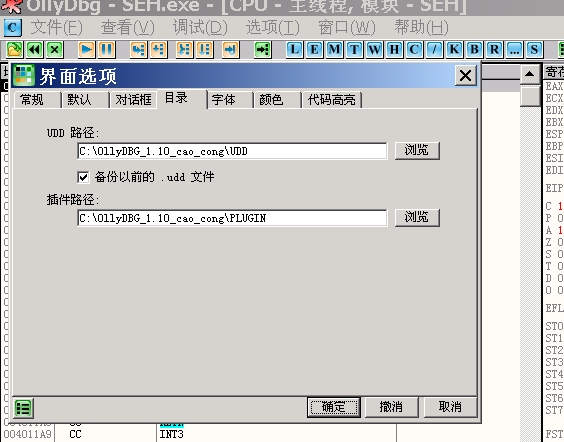 OllyDbg - SEH.exe - [CPU - 主线程, 模块 - SEH]
C 文件(F) 查看(V) 调试(D) 选项(T) 窗口(W) 帮助(H)
L E M T W H C / K B R ... S
界面选项
常规 默认 对话框 目录 字体 颜色 代码高亮
UDD 路径:
C:\OllyDBG_1.10_cao_cong\UDD 浏览
备份以前的 .udd 文件
插件路径:
C:\OllyDBG_1.10_cao_cong\PLUGIN 浏览
确定 撤消 取消
EAX
ECX
EDX
EBX
ESP
EBP
ESI
EDI
EIP
C 1
P 0
A 1
Z 0
S 0
T 0
D 0
O 0
EFL
ST0
ST1
ST2
ST3
ST4
ST5
ST6
ST7
FST
004011A9 CC INT3